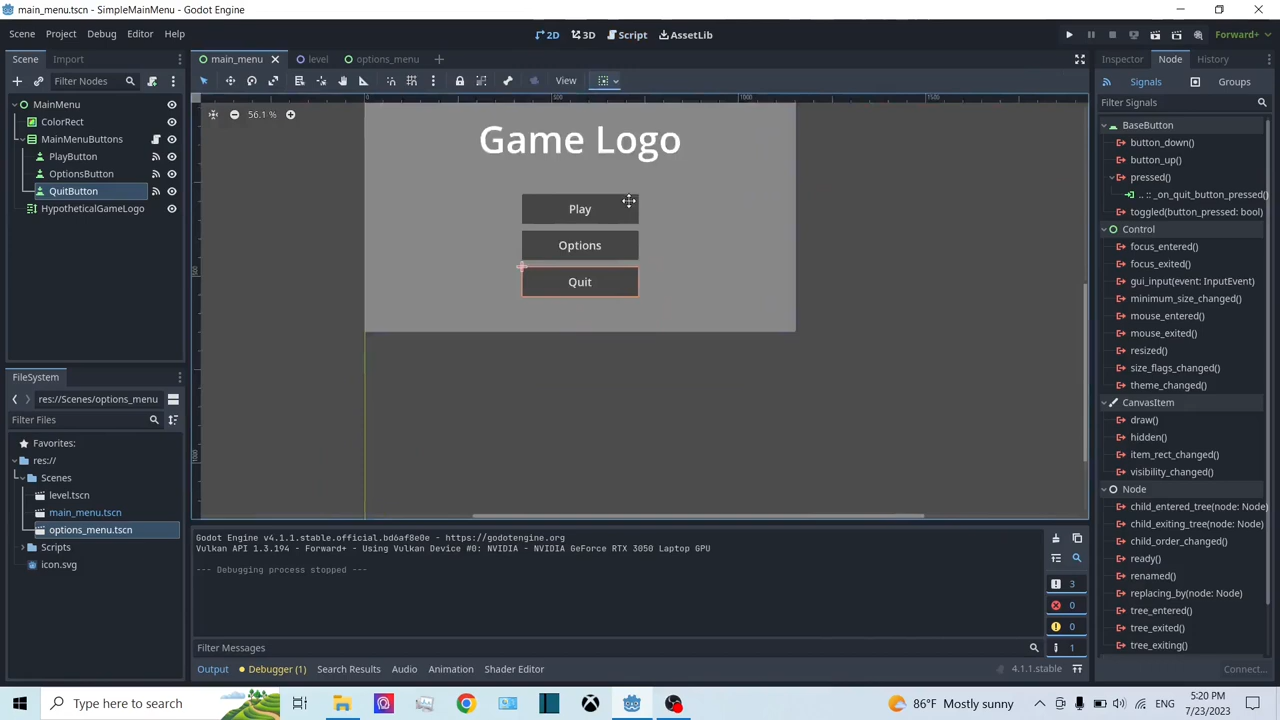 main_menu.tscn - SimpleMainMenu - Godot Engine
Scene Project Debug Editor Help
2D 3D Script AssetLib
Forward+
Scene Import
Filter Nodes
MainMenu
ColorRect
MainMenuButtons
PlayButton
OptionsButton
QuitButton
HypotheticalGameLogo
FileSystem
res://Scenes/options_menu
Filter Files
Favorites:
res://
Scenes
level.tscn
main_menu.tscn
options_menu.tscn
Scripts
icon.svg
main_menu level options_menu
View
0 500 1000 1500
56.1 %
500
1000
Game Logo
Play
Options
Quit
Godot Engine v4.1.1.stable.official.bd6af8e0e - https://godotengine.org
Vulkan API 1.3.194 - Forward+ - Using Vulkan Device #0: NVIDIA - NVIDIA GeForce RTX 3050 Laptop GPU
--- Debugging process stopped ---
3
0
0
1
Filter Messages
Output Debugger (1) Search Results Audio Animation Shader Editor
4.1.1.stable
Inspector Node History
Signals Groups
Filter Signals
BaseButton
button_down()
button_up()
pressed()
.. :: _on_quit_button_pressed()
toggled(button_pressed: bool)
Control
focus_entered()
focus_exited()
gui_input(event: InputEvent)
minimum_size_changed()
mouse_entered()
mouse_exited()
resized()
size_flags_changed()
theme_changed()
CanvasItem
draw()
hidden()
item_rect_changed()
visibility_changed()
Node
child_entered_tree(node: Node)
child_exiting_tree(node: Node)
child_order_changed()
ready()
renamed()
replacing_by(node: Node)
tree_entered()
tree_exited()
tree_exiting()
Connect...
Type here to search
86°F Mostly sunny
5:20 PM
7/23/2023